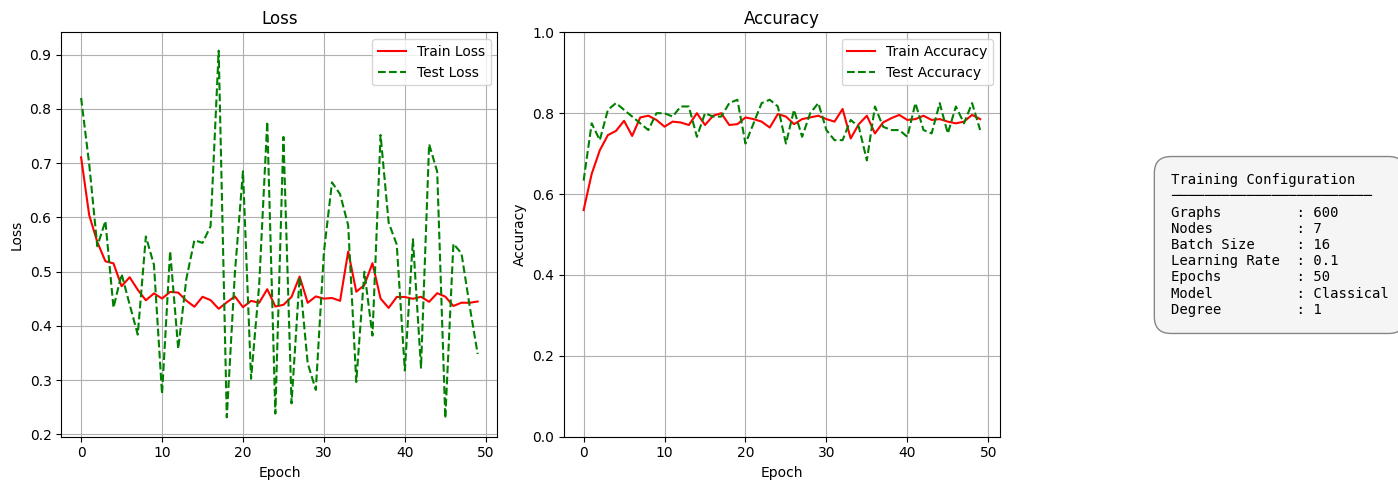 Loss
Train Loss
Test Loss
0.9
0.8
0.7
0.6
0.5
0.4
0.3
0.2
Loss
0 10 20 30 40 50
Epoch
Accuracy
Train Accuracy
Test Accuracy
1.0
0.8
0.6
0.4
0.2
0.0
Accuracy
0 10 20 30 40 50
Epoch
Training Configuration
Graphs : 600
Nodes : 7
Batch Size : 16
Learning Rate : 0.1
Epochs : 50
Model : Classical
Degree : 1